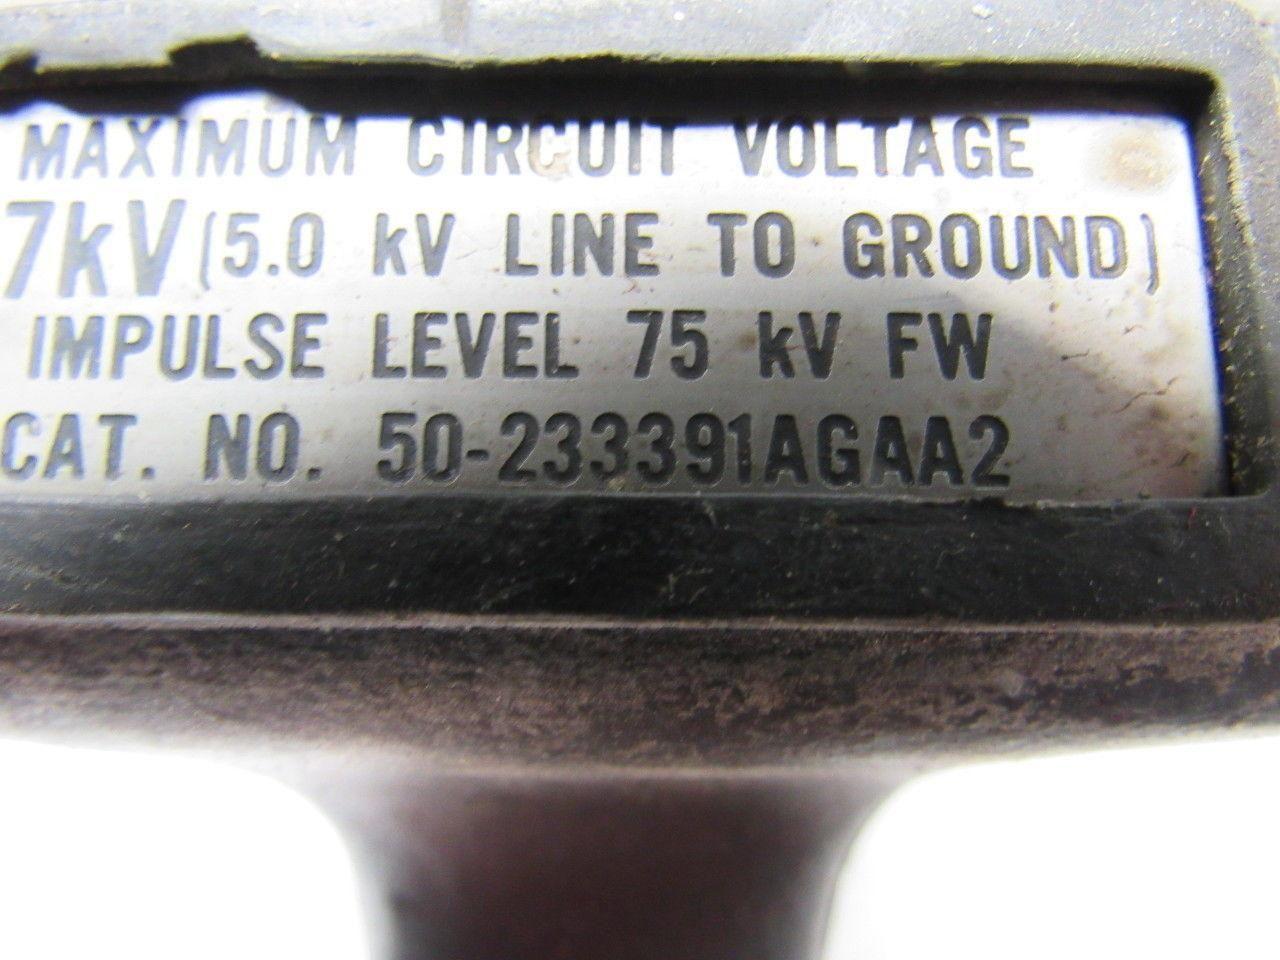 MAXIMUM CIRCUIT VOLTAGE
7kV (5.0 kV LINE TO GROUND)
IMPULSE LEVEL 75 kV FW
CAT. NO. 50-233391AGAA2